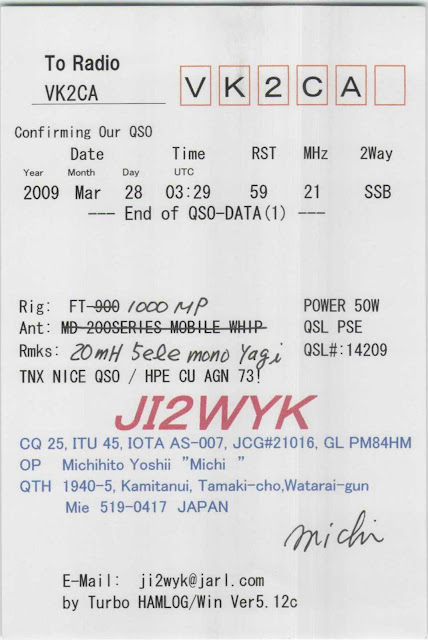 To Radio
VK2CA
VK2CA
Confirming Our QSO
Date Time RST MHz 2Way
Year Month Day UTC
2009 Mar 28 03:29 59 21 SSB
--- End of QSO-DATA(1) ---
Rig: FT-900 1000MP POWER 50W
Ant: MD-200SERIES MOBILE WHIP QSL PSE
Rmks: 20mH 5ele mono Yagi QSL#:14209
TNX NICE QSO / HPE CU AGN 73!
JI2WYK
CQ 25, ITU 45, IOTA AS-007, JCG#21016, GL PM84HM
OP Michihito Yoshii "Michi "
QTH 1940-5, Kamitanui, Tamaki-cho,Watarai-gun
Mie 519-0417 JAPAN
Michi
E-Mail: ji2wyk@jarl.com
by Turbo HAMLOG/Win Ver5.12c